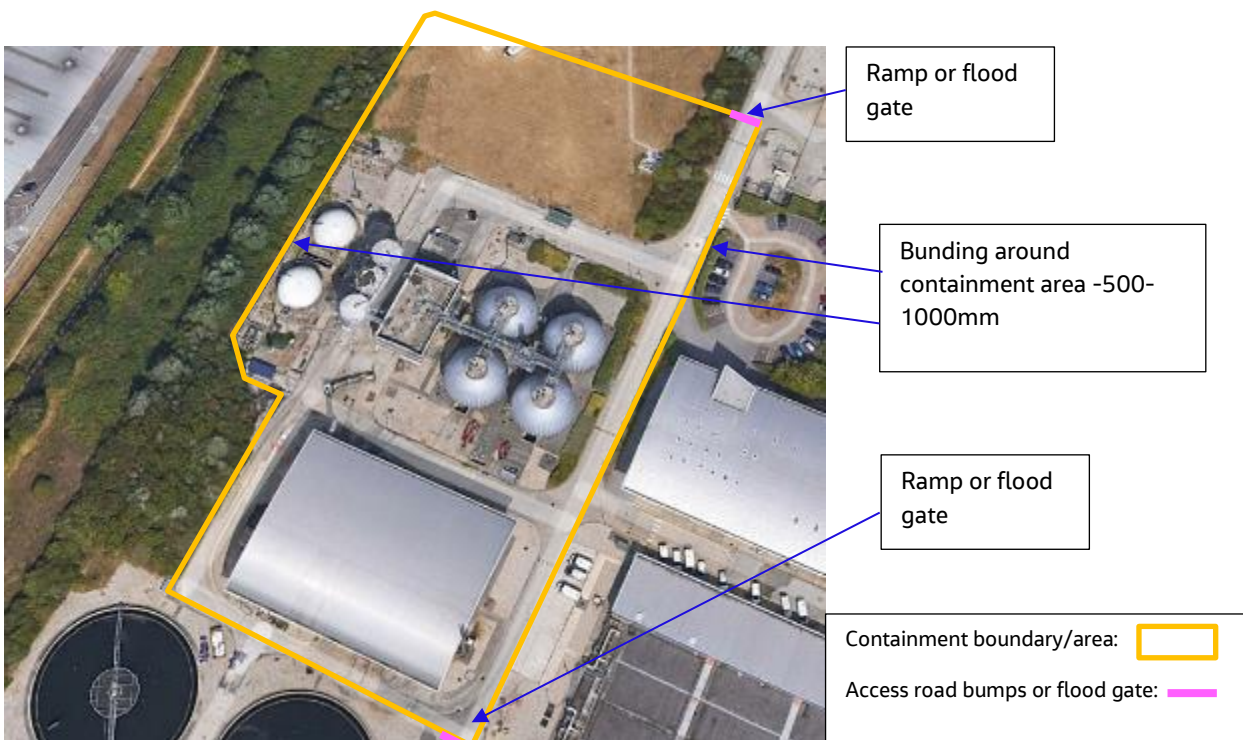 Ramp or flood
gate
Bunding around
containment area -500-
1000mm
Ramp or flood
gate
Containment boundary/area:
Access road bumps or flood gate: